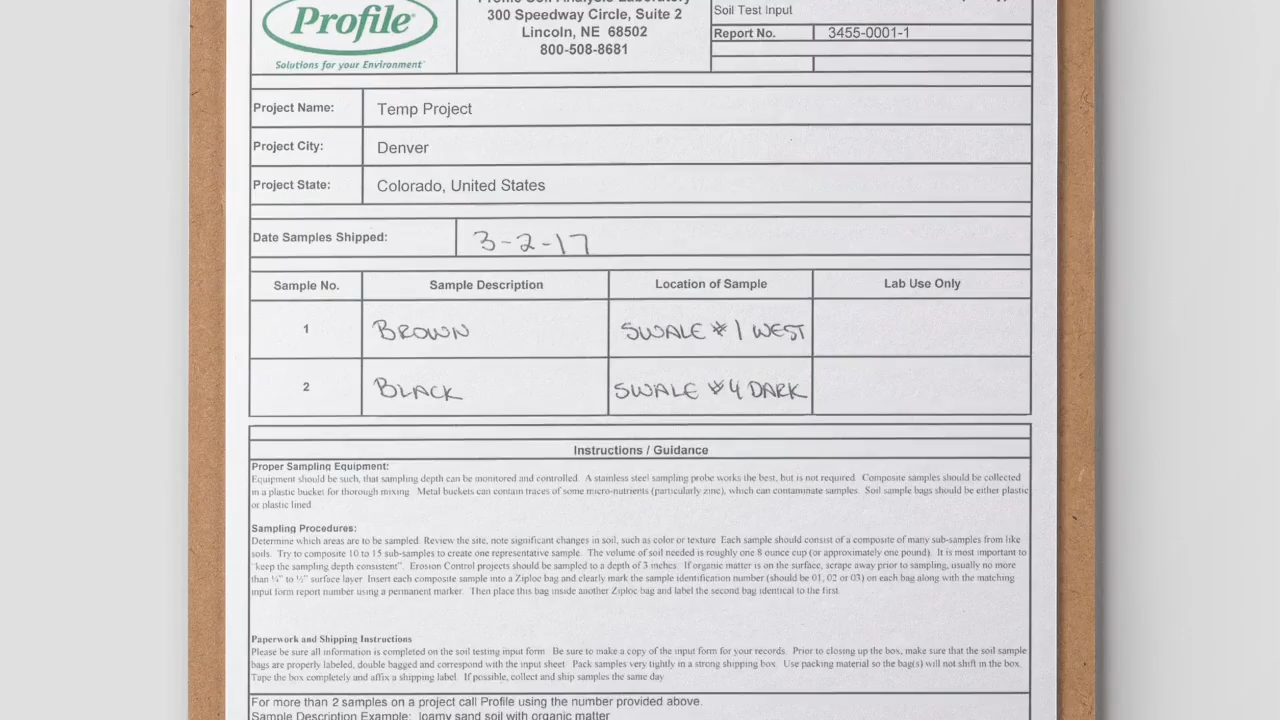 Profile
Solutions for your Environment
Profile Soil Analysis Laboratory
300 Speedway Circle, Suite 2
Lincoln, NE 68502
800-508-8681
Soil Test Input
Report No. 3455-0001-1
Project Name: Temp Project
Project City: Denver
Project State: Colorado, United States
Date Samples Shipped: 3-2-17
Sample No. Sample Description Location of Sample Lab Use Only
1 BROWN SWALE #1 WEST
2 BLACK SWALE #4 DARK
Instructions / Guidance
Proper Sampling Equipment:
Equipment should be such, that sampling depth can be monitored and controlled. A stainless steel sampling probe works the best, but is not required. Composite samples should be collected
in a plastic bucket for thorough mixing. Metal buckets can contain traces of some micro-nutrients (particularly zinc), which can contaminate samples. Soil sample bags should be either plastic
or plastic lined.
Sampling Procedures:
Determine which areas are to be sampled. Review the site, note significant changes in soil, such as color or texture. Each sample should consist of a composite of many sub-samples from like
soils. Try to composite 10 to 15 sub-samples to create one representative sample. The volume of soil needed is roughly one 8 ounce cup (or approximately one pound). It is most important to
"keep the sampling depth consistent". Erosion Control projects should be sampled to a depth of 3 inches. If organic matter is on the surface, scrape away prior to sampling, usually no more
than ¼" to ½" surface layer. Insert each composite sample into a Ziploc bag and clearly mark the sample identification number (should be 01, 02 or 03) on each bag along with the matching
input form report number using a permanent marker. Then place this bag inside another Ziploc bag and label the second bag identical to the first.
Paperwork and Shipping Instructions
Please be sure all information is completed on the soil testing input form. Be sure to make a copy of the input form for your records. Prior to closing up the box, make sure that the soil sample
bags are properly labeled, double bagged and correspond with the input sheet. Pack samples very tightly in a strong shipping box. Use packing material so the bag(s) will not shift in the box.
Tape the box completely and affix a shipping label. If possible, collect and ship samples the same day
For more than 2 samples on a project call Profile using the number provided above.
Sample Description Example: loamy sand soil with organic matter